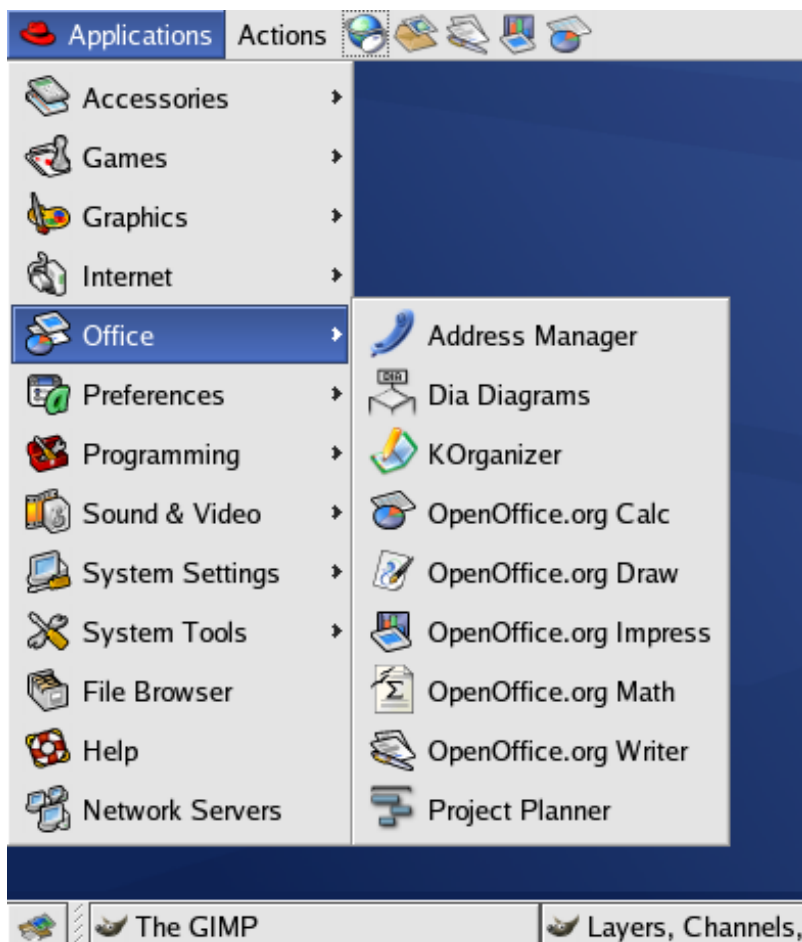 Applications Actions
Accessories
Games
Graphics
Internet
Office
Preferences
Programming
Sound & Video
System Settings
System Tools
File Browser
Help
Network Servers
Address Manager
DIA
Dia Diagrams
KOrganizer
OpenOffice.org Calc
OpenOffice.org Draw
OpenOffice.org Impress
Σ
OpenOffice.org Math
OpenOffice.org Writer
Project Planner
The GIMP
Layers, Channels,